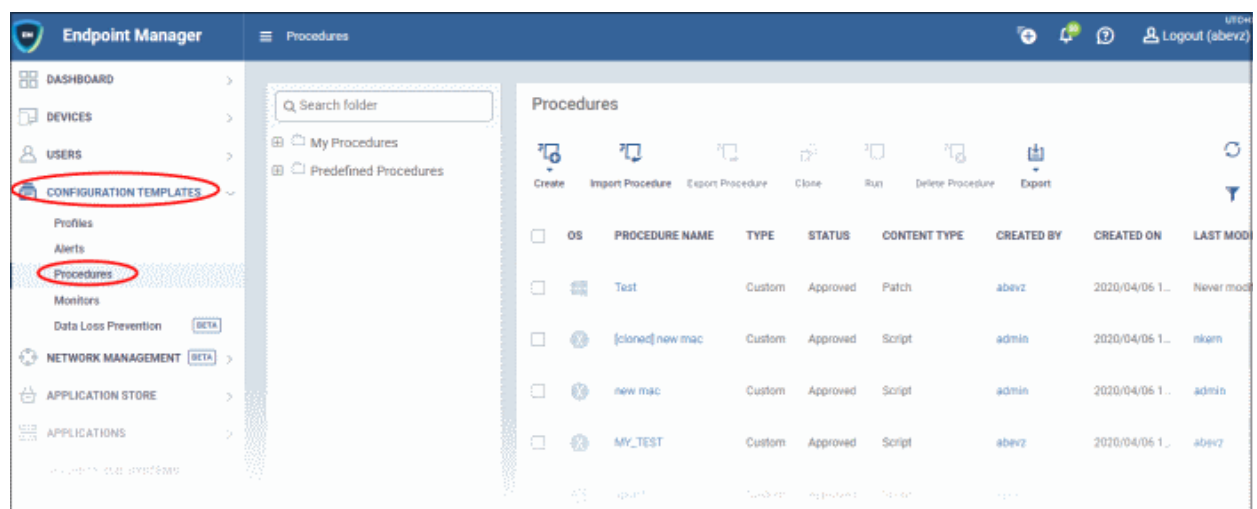 Endpoint Manager
Procedures
Logout (abevz)
DASHBOARD
DEVICES
USERS
CONFIGURATION TEMPLATES
Profiles
Alerts
Procedures
Monitors
Data Loss Prevention BETA
NETWORK MANAGEMENT BETA
APPLICATION STORE
APPLICATIONS
Search folder
My Procedures
Predefined Procedures
Procedures
Create Import Procedure Export Procedure Clone Run Delete Procedure Export
OS PROCEDURE NAME TYPE STATUS CONTENT TYPE CREATED BY CREATED ON LAST MODI
Test Custom Approved Patch abevz 2020/04/06 1... Never modi
[cloned] new mac Custom Approved Script admin 2020/04/06 1... nkern
new mac Custom Approved Script admin 2020/04/06 1... admin
MY_TEST Custom Approved Script abevz 2020/04/06 1... abevz